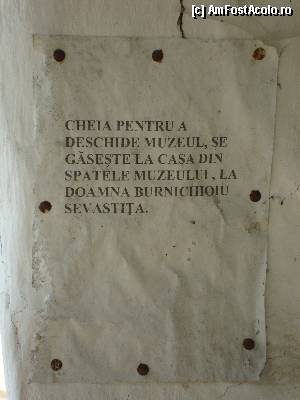 (c) AmFostAcolo.ro
CHEIA PENTRU A
DESCHIDE MUZEUL, SE
GĂSEȘTE LA CASA DIN
SPATELE MUZEULUI , LA
DOAMNA BURNICHIOIU
SEVASTIȚA.